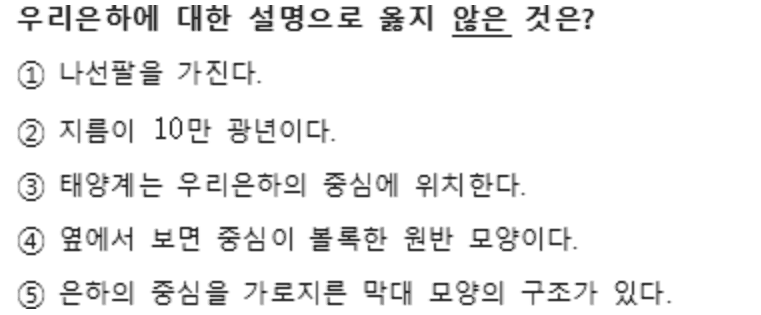 우리은하에 대한 설명으로 옳지 않은 것은?
① 나선팔을 가진다.
② 지름이 10만 광년이다.
③ 태양계는 우리은하의 중심에 위치한다.
④ 옆에서 보면 중심이 볼록한 원반 모양이다.
⑤ 은하의 중심을 가로지른 막대 모양의 구조가 있다.